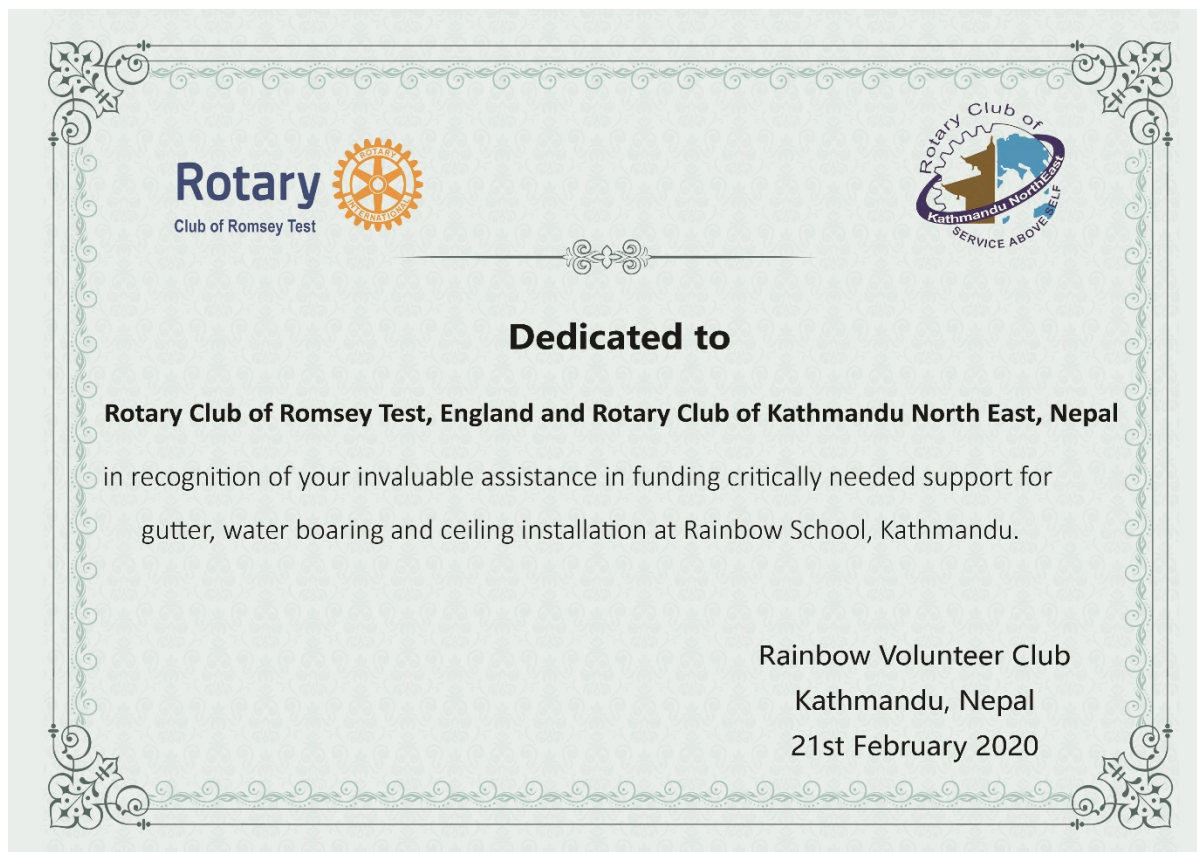 Rotary
Club of Romsey Test
ROTARY
INTERNATIONAL
Rotary Club of
Kathmandu NorthEast
SERVICE ABOVE SELF
Dedicated to
Rotary Club of Romsey Test, England and Rotary Club of Kathmandu North East, Nepal
in recognition of your invaluable assistance in funding critically needed support for
gutter, water boaring and ceiling installation at Rainbow School, Kathmandu.
Rainbow Volunteer Club
Kathmandu, Nepal
21st February 2020